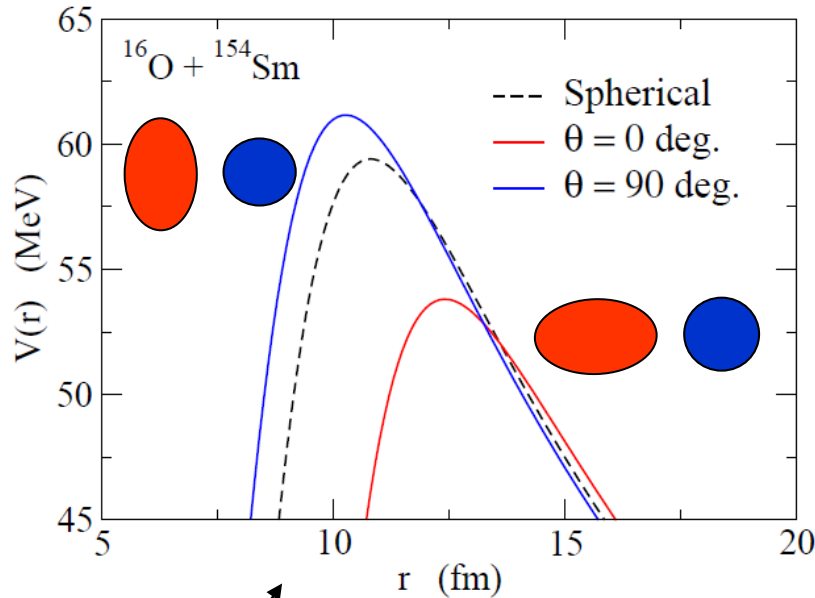 65
60
55
50
45
V(r) (MeV)
¹⁶O + ¹⁵⁴Sm
Spherical
θ = 0 deg.
θ = 90 deg.
5 10 15 20
r (fm)